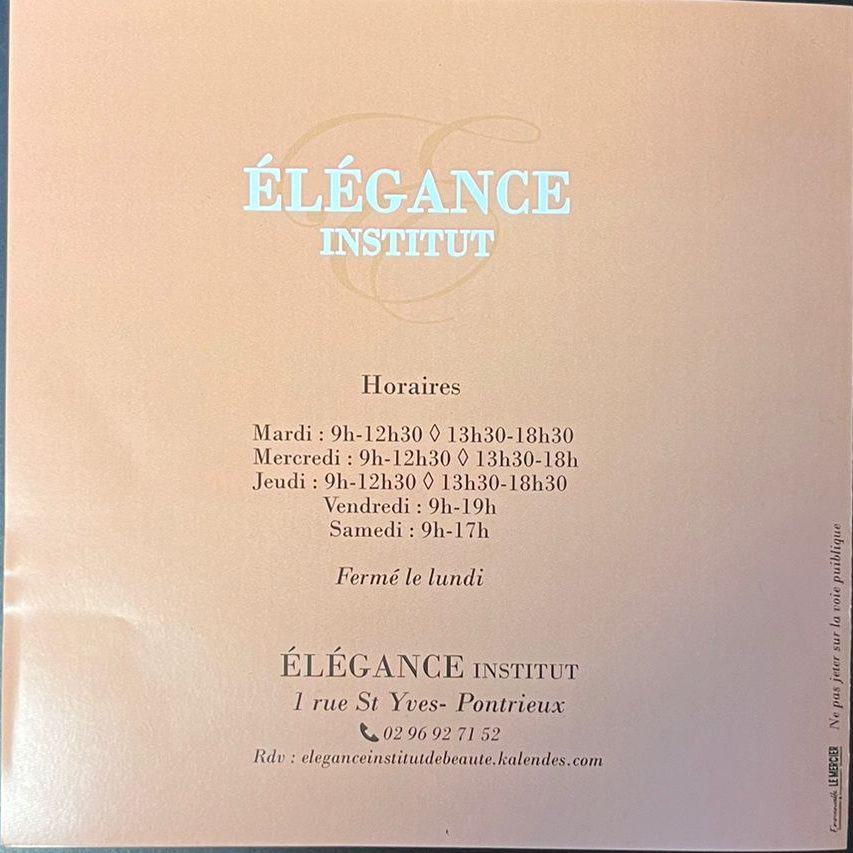 ÉLÉGANCE
INSTITUT
Horaires
Mardi : 9h-12h30 ◊ 13h30-18h30
Mercredi : 9h-12h30 ◊ 13h30-18h
Jeudi : 9h-12h30 ◊ 13h30-18h30
Vendredi : 9h-19h
Samedi : 9h-17h
Fermé le lundi
ÉLÉGANCE INSTITUT
1 rue St Yves- Pontrieux
02 96 92 71 52
Rdv : eleganceinstitutdebeaute.kalendes.com
Emmanuelle LE MERCIER Ne pas jeter sur la voie puiblique